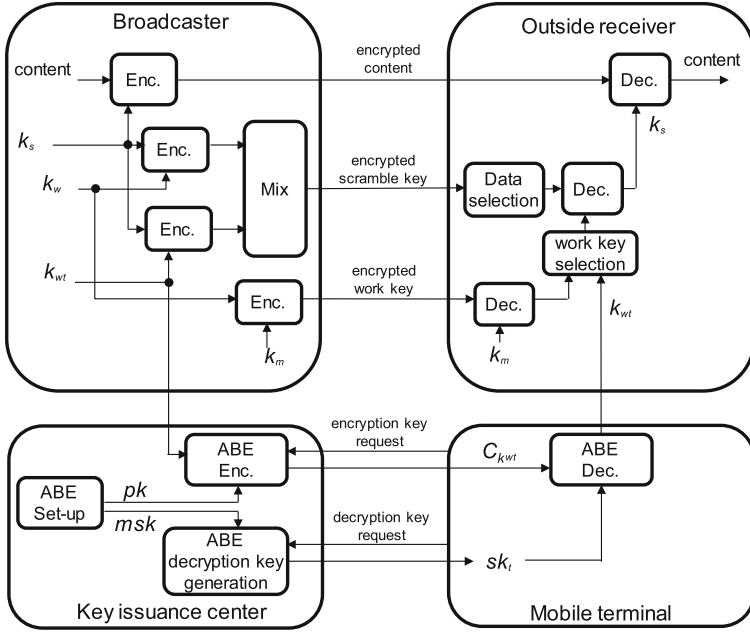 Broadcaster
Outside receiver
content
Enc.
encrypted
content
Dec.
content
k_s
k_s
Enc.
Mix
encrypted
scramble key
Data
selection
Dec.
k_w
Enc.
work key
selection
k_wt
encrypted
work key
Enc.
Dec.
k_wt
k_m
k_m
ABE
Enc.
encryption key
request
C_kwt
ABE
Dec.
ABE
Set-up
pk
msk
decryption key
request
ABE
decryption key
generation
sk_t
Key issuance center
Mobile terminal